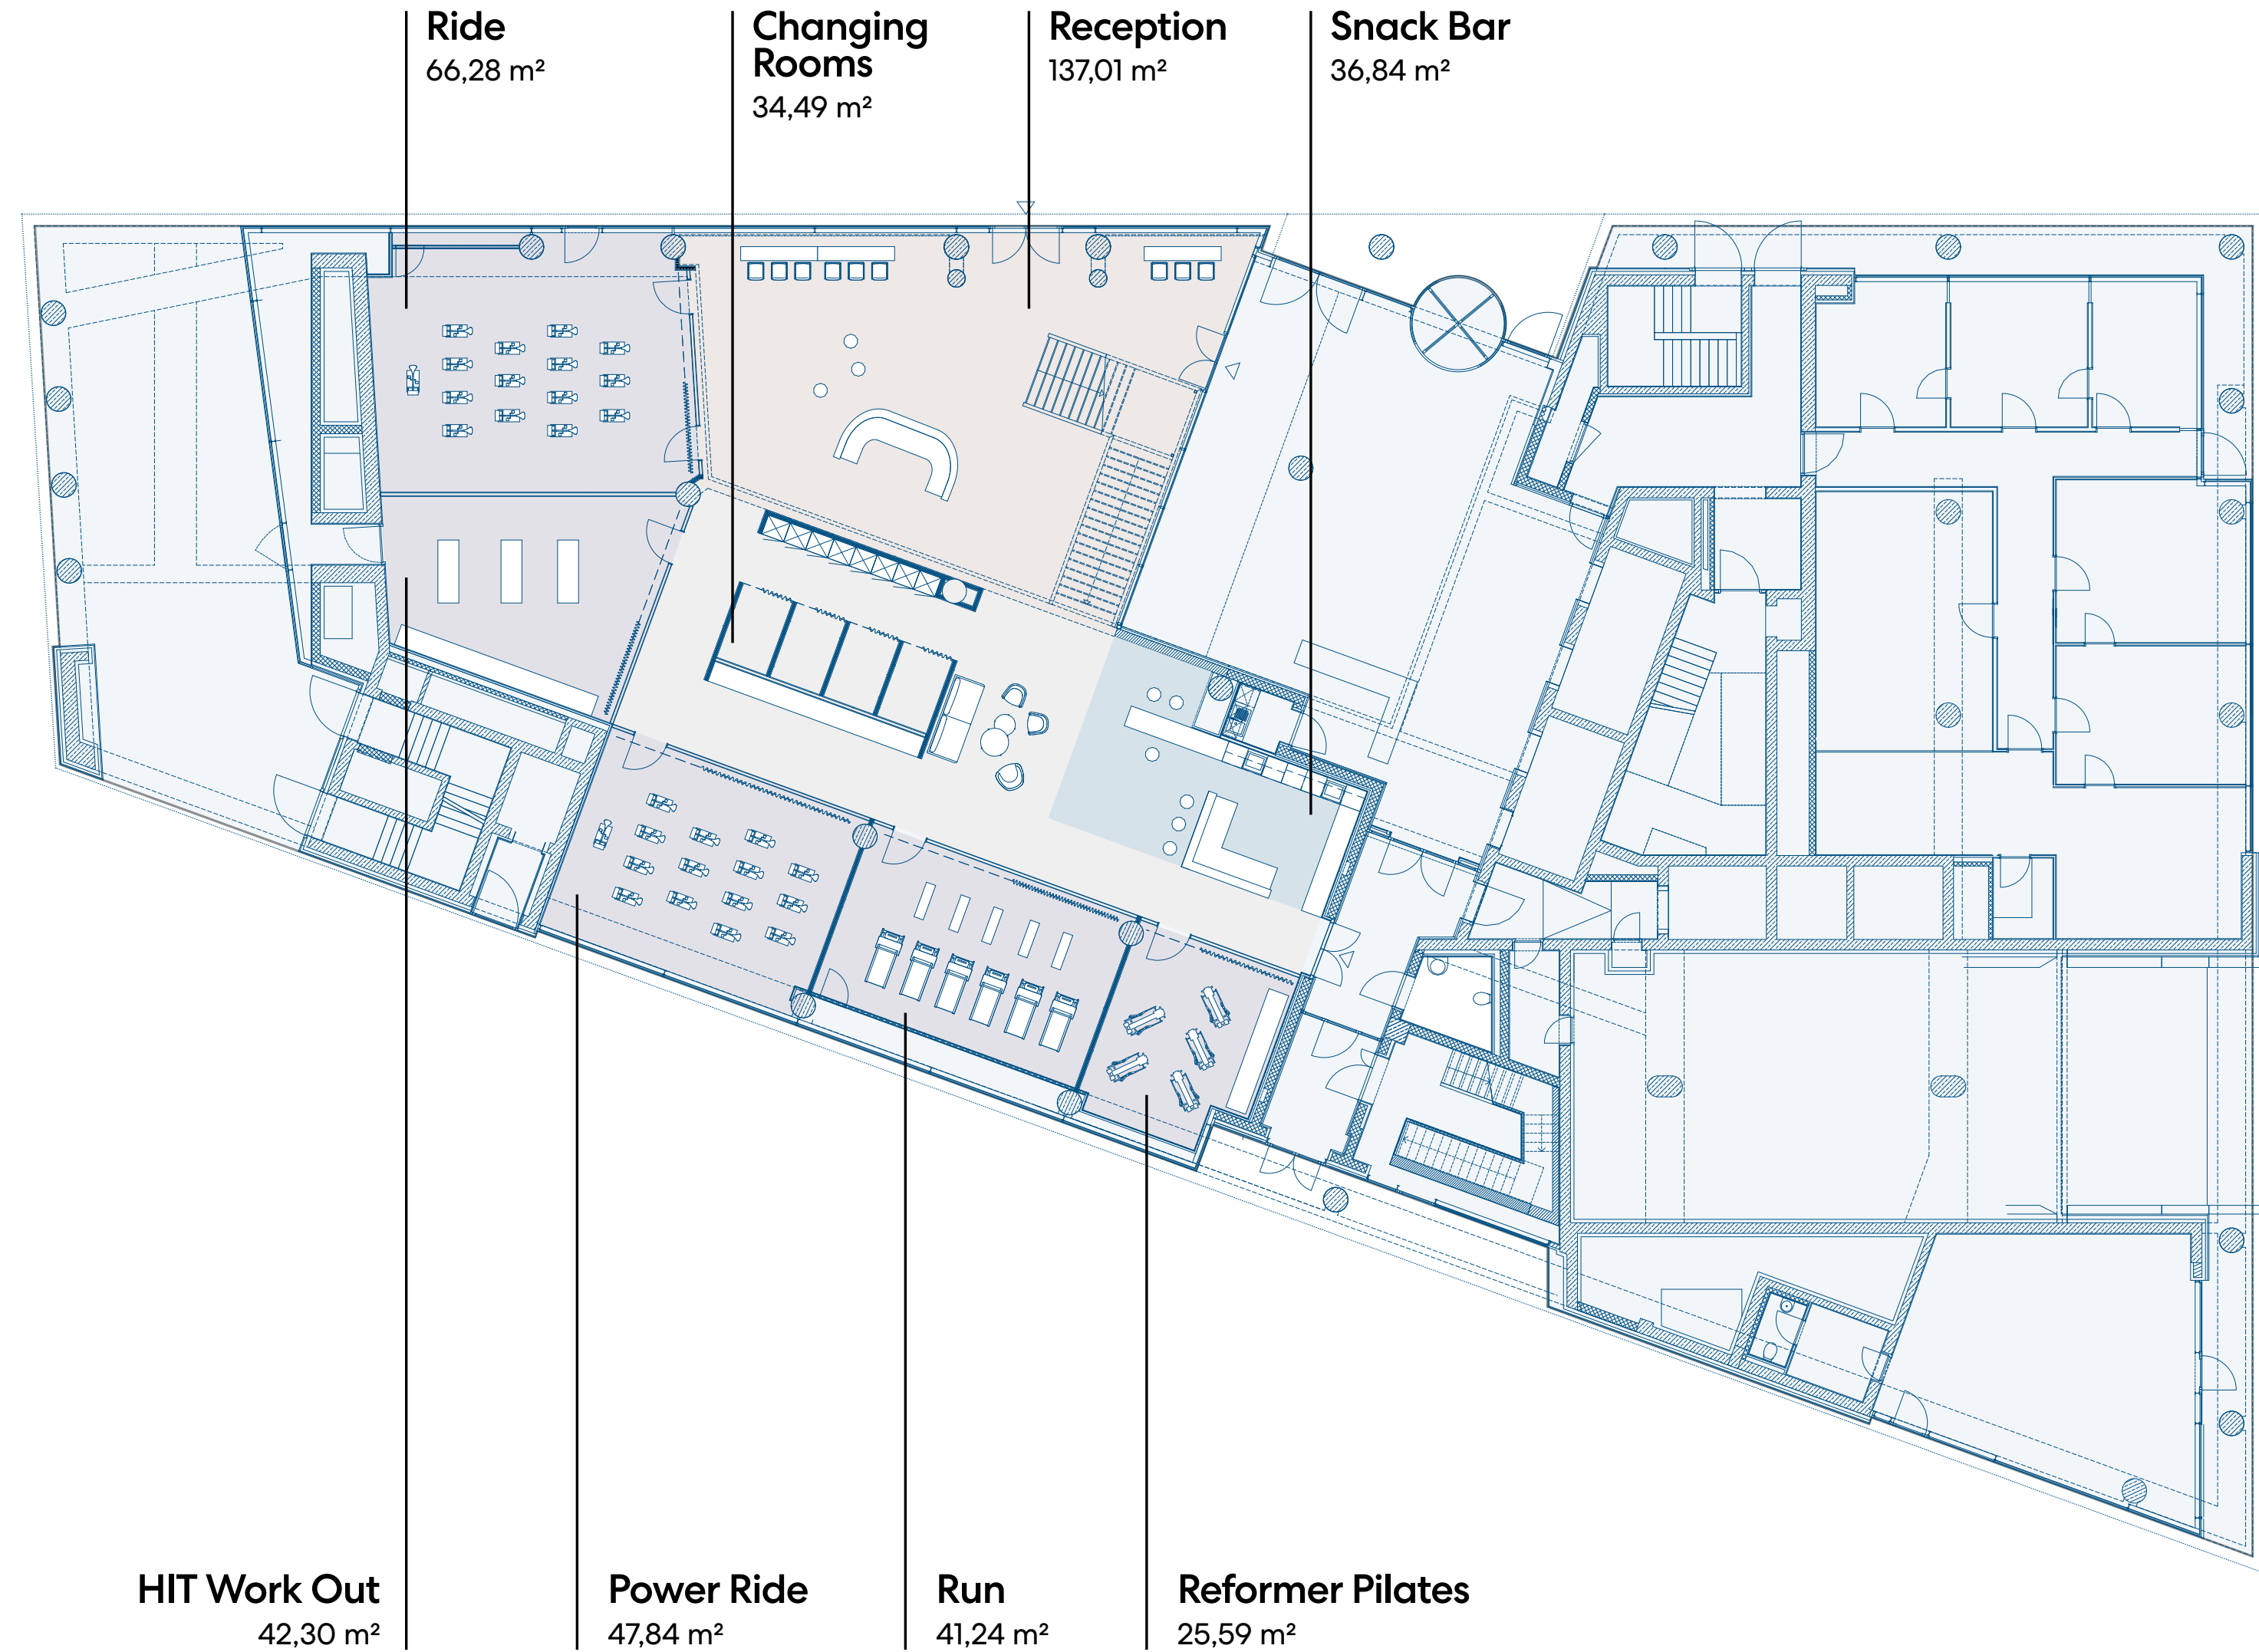 Ride
66,28 m²
Changing
Rooms
34,49 m²
Reception
137,01 m²
Snack Bar
36,84 m²
HIT Work Out
42,30 m²
Power Ride
47,84 m²
Run
41,24 m²
Reformer Pilates
25,59 m²